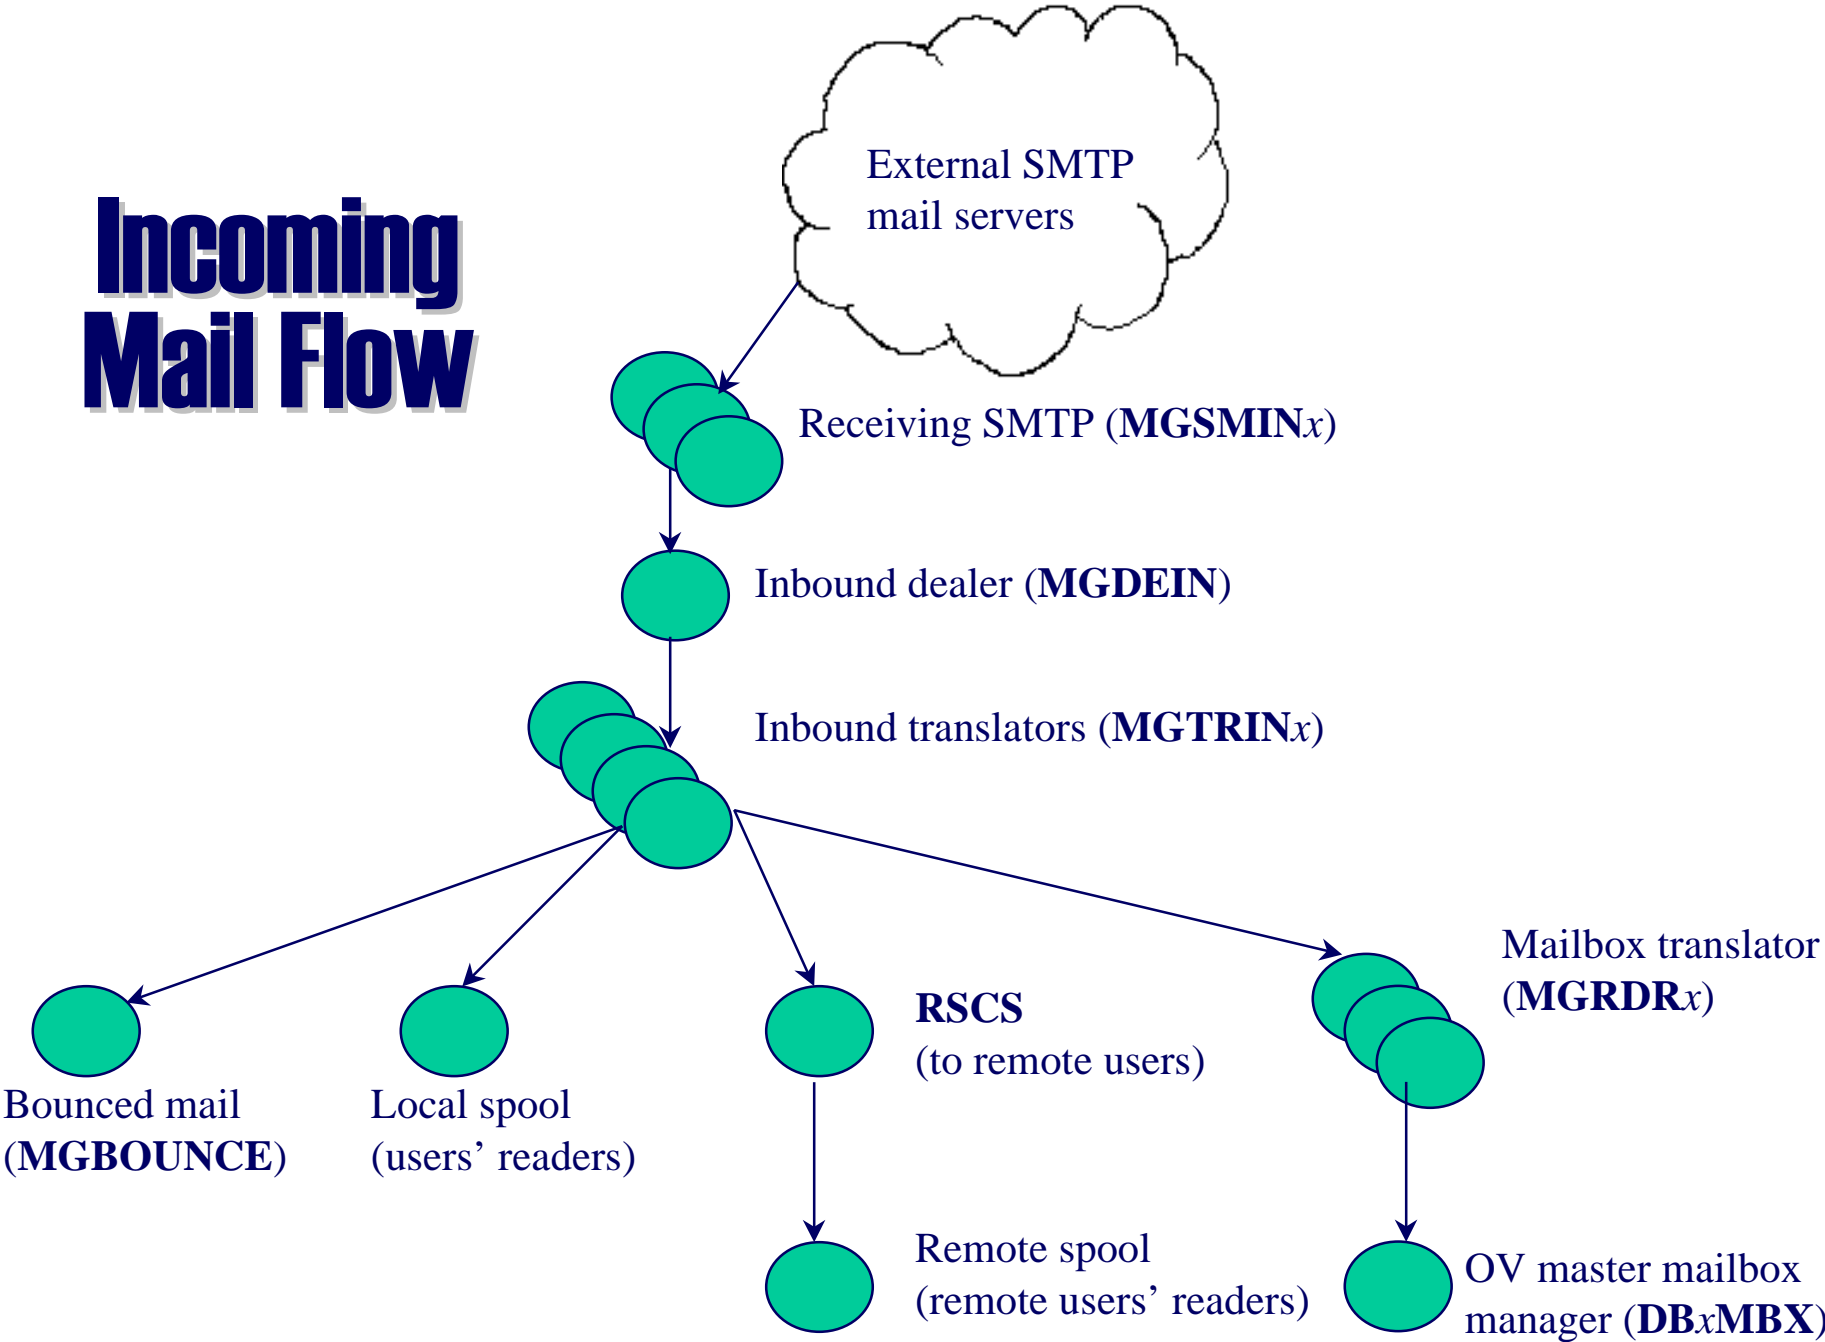 Incoming
Mail Flow
External SMTP
mail servers
Receiving SMTP (MGSMINx)
Inbound dealer (MGDEIN)
Inbound translators (MGTRINx)
Bounced mail
(MGBOUNCE)
Local spool
(users’ readers)
RSCS
(to remote users)
Mailbox translator
(MGRDRx)
Remote spool
(remote users’ readers)
OV master mailbox
manager (DBxMBX)